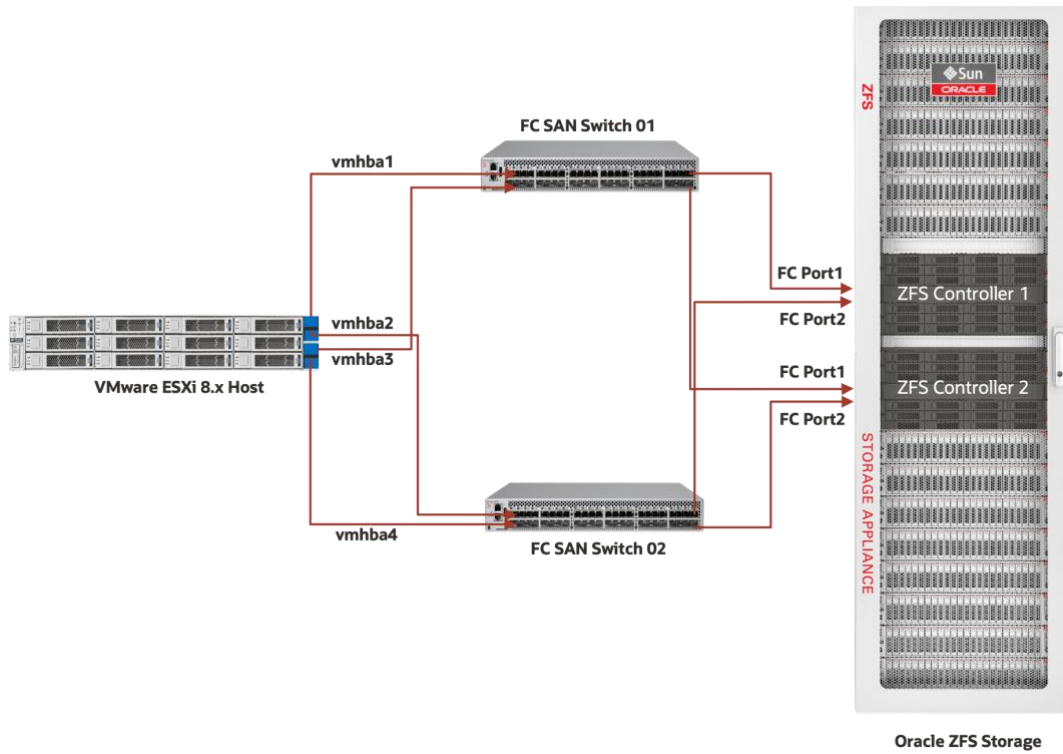 FC SAN Switch 01
vmhba1
vmhba2
vmhba3
vmhba4
VMware ESXi 8.x Host
FC SAN Switch 02
FC Port1
FC Port2
FC Port1
FC Port2
ZFS
Sun
ORACLE
ZFS Controller 1
ZFS Controller 2
STORAGE APPLIANCE
Oracle ZFS Storage